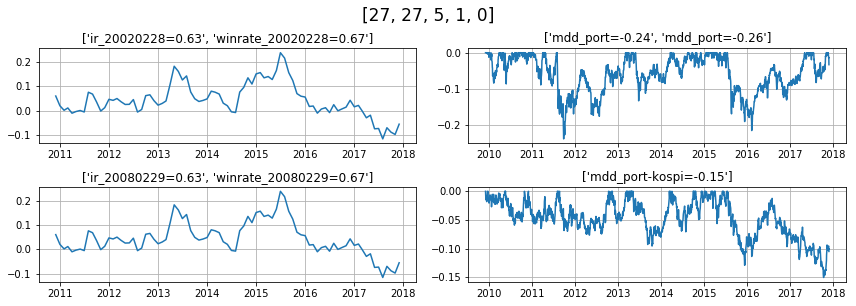 [27, 27, 5, 1, 0]
['ir_20020228=0.63', 'winrate_20020228=0.67']
0.2
0.1
0.0
−0.1
2011 2012 2013 2014 2015 2016 2017 2018
['mdd_port=-0.24', 'mdd_port=-0.26']
0.0
−0.1
−0.2
2010 2011 2012 2013 2014 2015 2016 2017 2018
['ir_20080229=0.63', 'winrate_20080229=0.67']
0.2
0.1
0.0
−0.1
2011 2012 2013 2014 2015 2016 2017 2018
['mdd_port-kospi=-0.15']
0.00
−0.05
−0.10
−0.15
2010 2011 2012 2013 2014 2015 2016 2017 2018